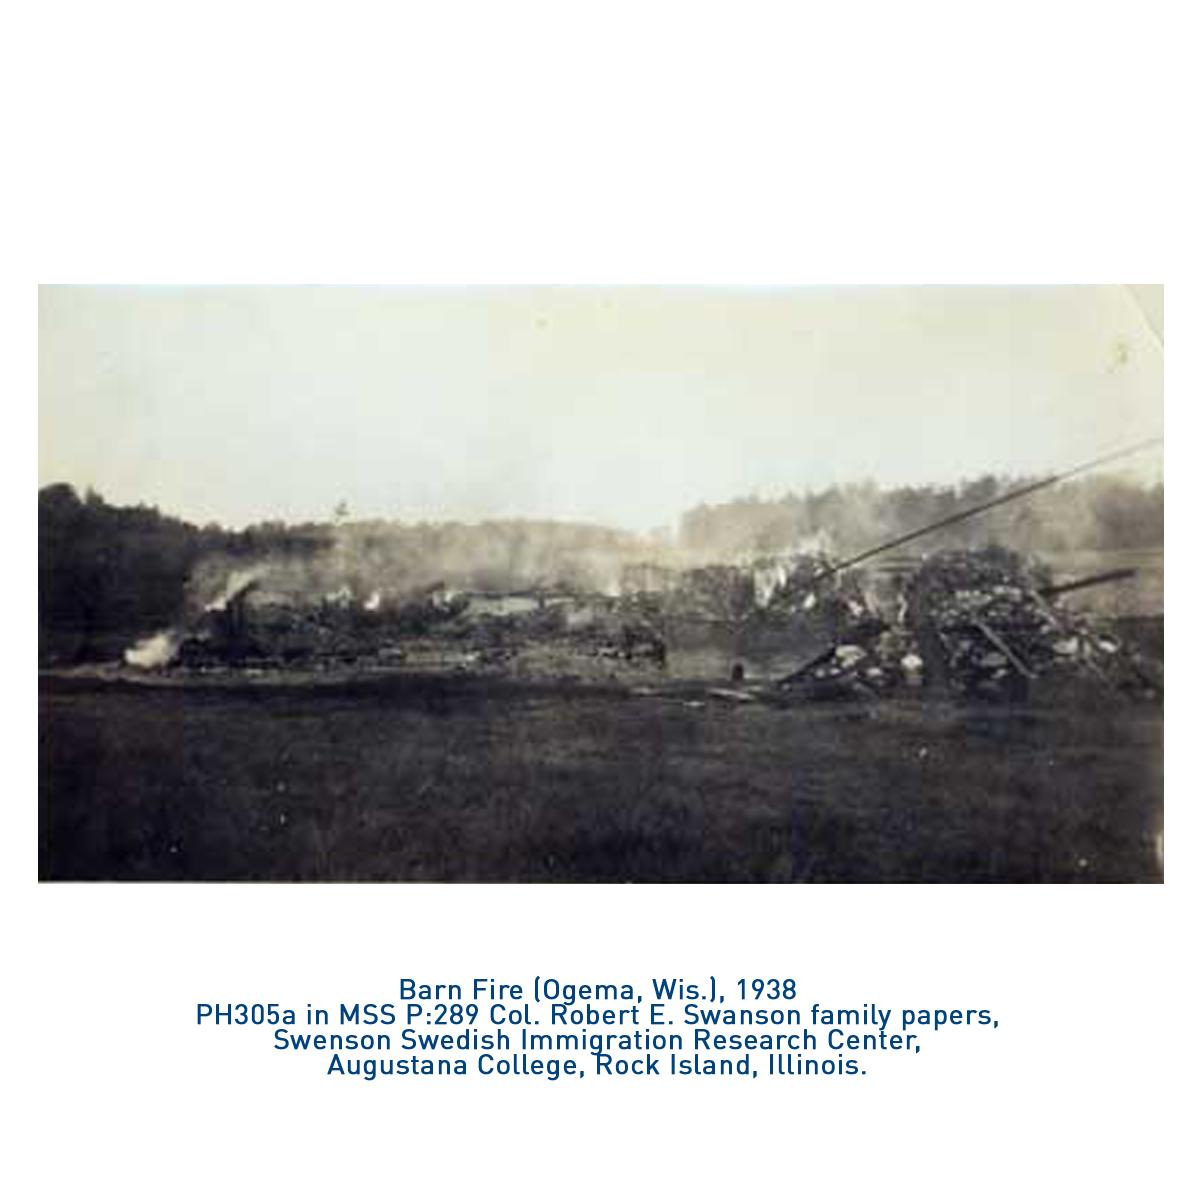 Barn Fire (Ogema, Wis.), 1938
PH305a in MSS P:289 Col. Robert E. Swanson family papers,
Swenson Swedish Immigration Research Center,
Augustana College, Rock Island, Illinois.